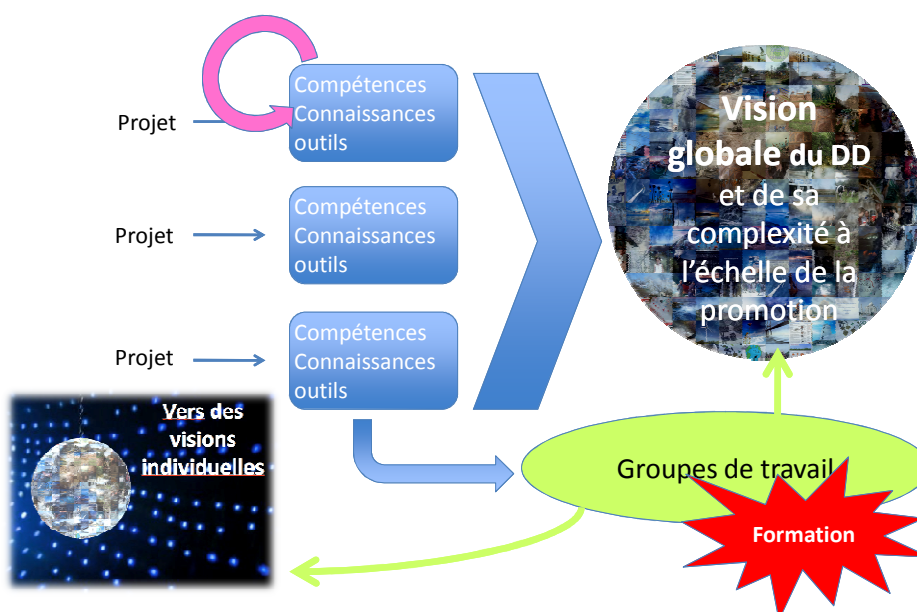 Projet
Compétences
Connaissances
outils
Projet
Compétences
Connaissances
outils
Projet
Compétences
Connaissances
outils
Vision
globale du DD
et de sa
complexité à
l’échelle de la
promotion
Vers des
visions
individuelles
Groupes de travail
Formation